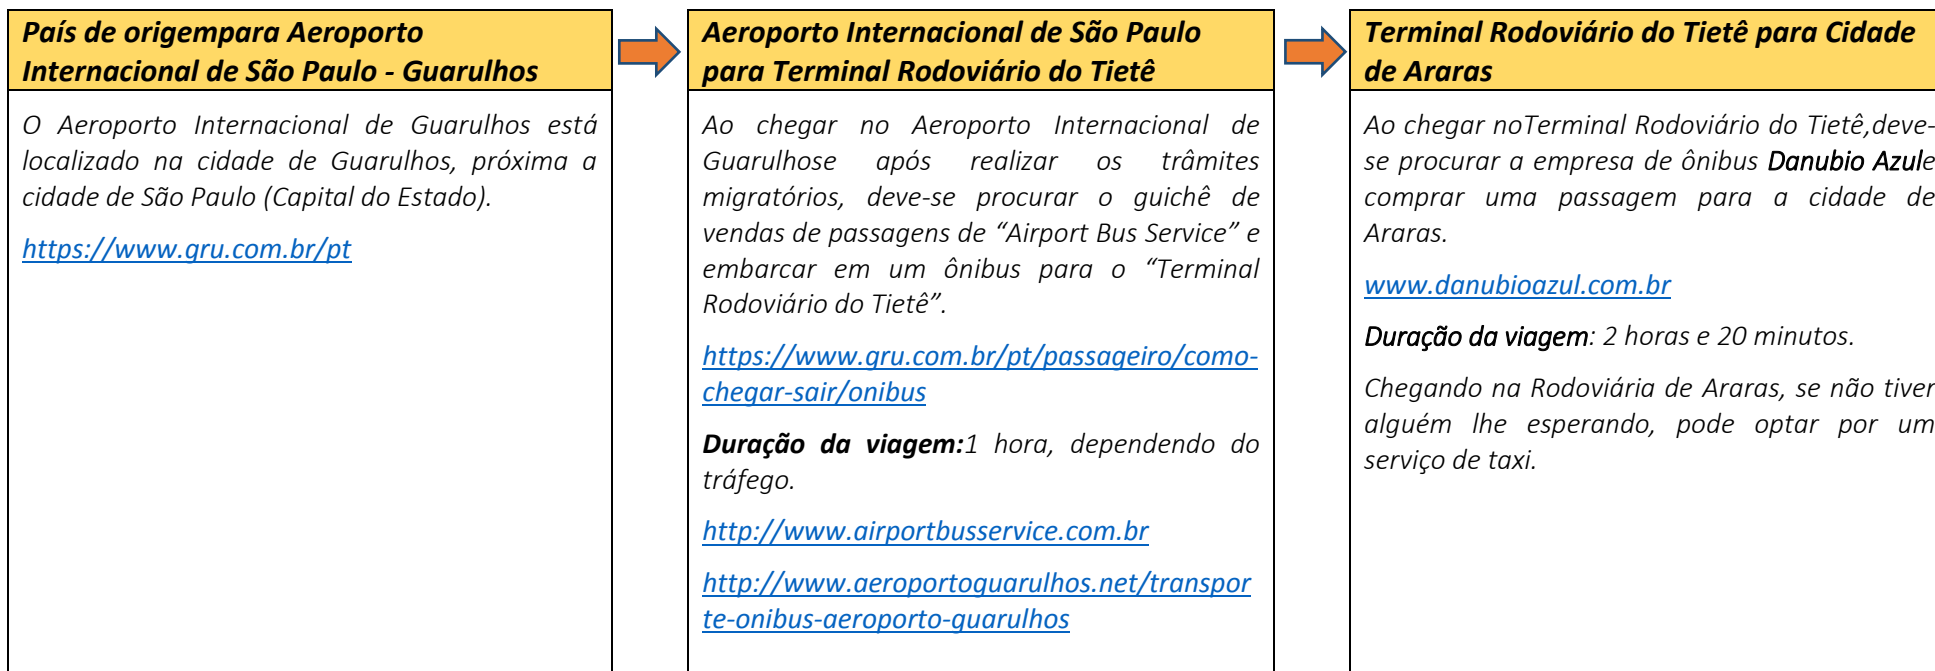 País de origempara Aeroporto
Internacional de São Paulo - Guarulhos
O Aeroporto Internacional de Guarulhos está
localizado na cidade de Guarulhos, próxima a
cidade de São Paulo (Capital do Estado).
https://www.gru.com.br/pt
Aeroporto Internacional de São Paulo
para Terminal Rodoviário do Tietê
Ao chegar no Aeroporto Internacional de
Guarulhose após realizar os trâmites
migratórios, deve-se procurar o guichê de
vendas de passagens de “Airport Bus Service” e
embarcar em um ônibus para o “Terminal
Rodoviário do Tietê”.
https://www.gru.com.br/pt/passageiro/como-
chegar-sair/onibus
Duração da viagem:1 hora, dependendo do
tráfego.
http://www.airportbusservice.com.br
http://www.aeroportoguarulhos.net/transpor
te-onibus-aeroporto-guarulhos
Terminal Rodoviário do Tietê para Cidade
de Araras
Ao chegar noTerminal Rodoviário do Tietê,deve-
se procurar a empresa de ônibus Danubio Azule
comprar uma passagem para a cidade de
Araras.
www.danubioazul.com.br
Duração da viagem: 2 horas e 20 minutos.
Chegando na Rodoviária de Araras, se não tiver
alguém lhe esperando, pode optar por um
serviço de taxi.